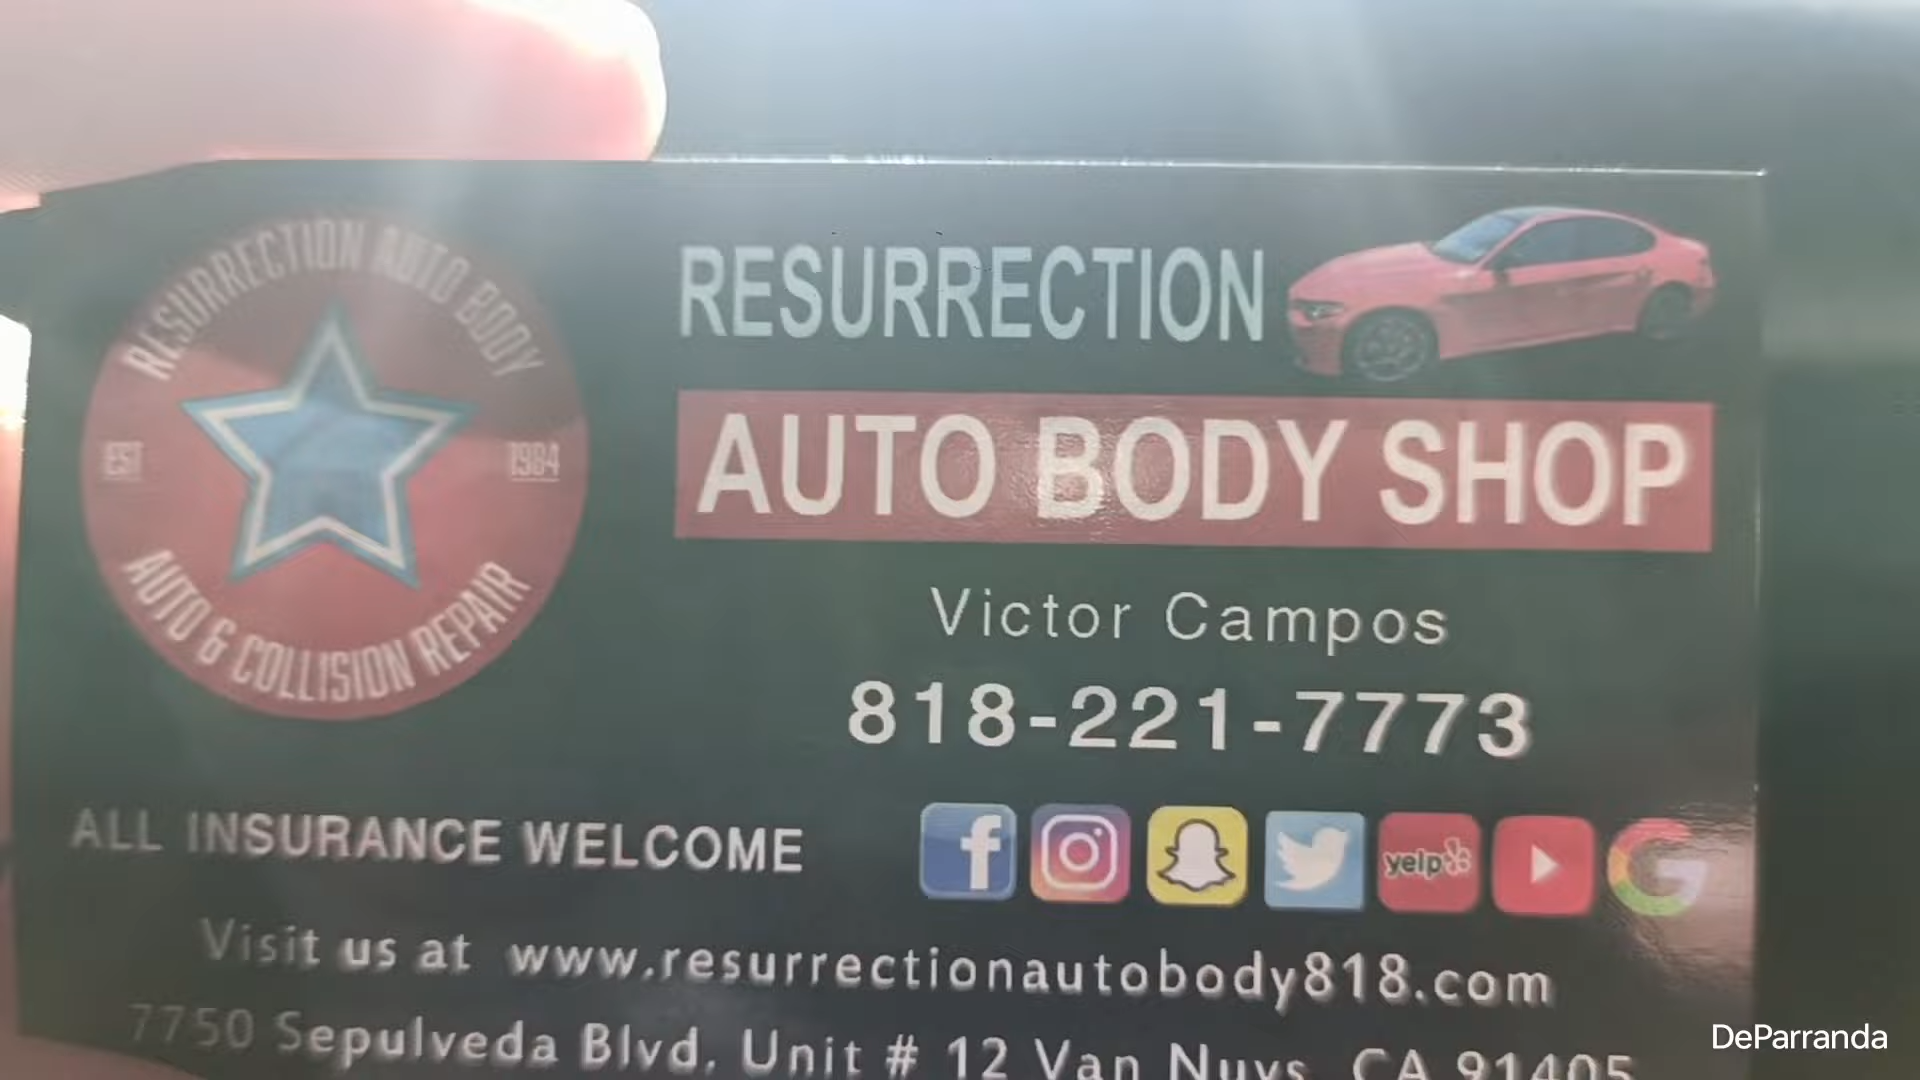 RESURRECTION AUTO BODY
EST 1984
AUTO & COLLISION REPAIR
RESURRECTION
AUTO BODY SHOP
Victor Campos
818-221-7773
ALL INSURANCE WELCOME
f
yelp
G
Visit us at www.resurrectionautobody818.com
7750 Sepulveda Blvd. Unit # 12 Van Nuys, CA 91405
DeParranda